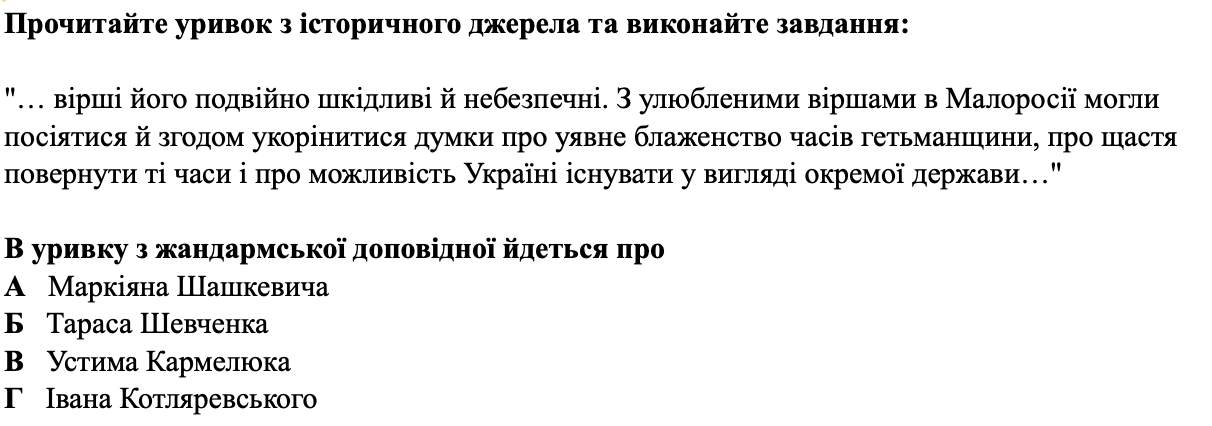 Прочитайте уривок з історичного джерела та виконайте завдання:
"… вірші його подвійно шкідливі й небезпечні. З улюбленими віршами в Малоросії могли
посіятися й згодом укорінитися думки про уявне блаженство часів гетьманщини, про щастя
повернути ті часи і про можливість Україні існувати у вигляді окремої держави…"
В уривку з жандармської доповідної йдеться про
А Маркіяна Шашкевича
Б Тараса Шевченка
В Устима Кармелюка
Г Івана Котляревського